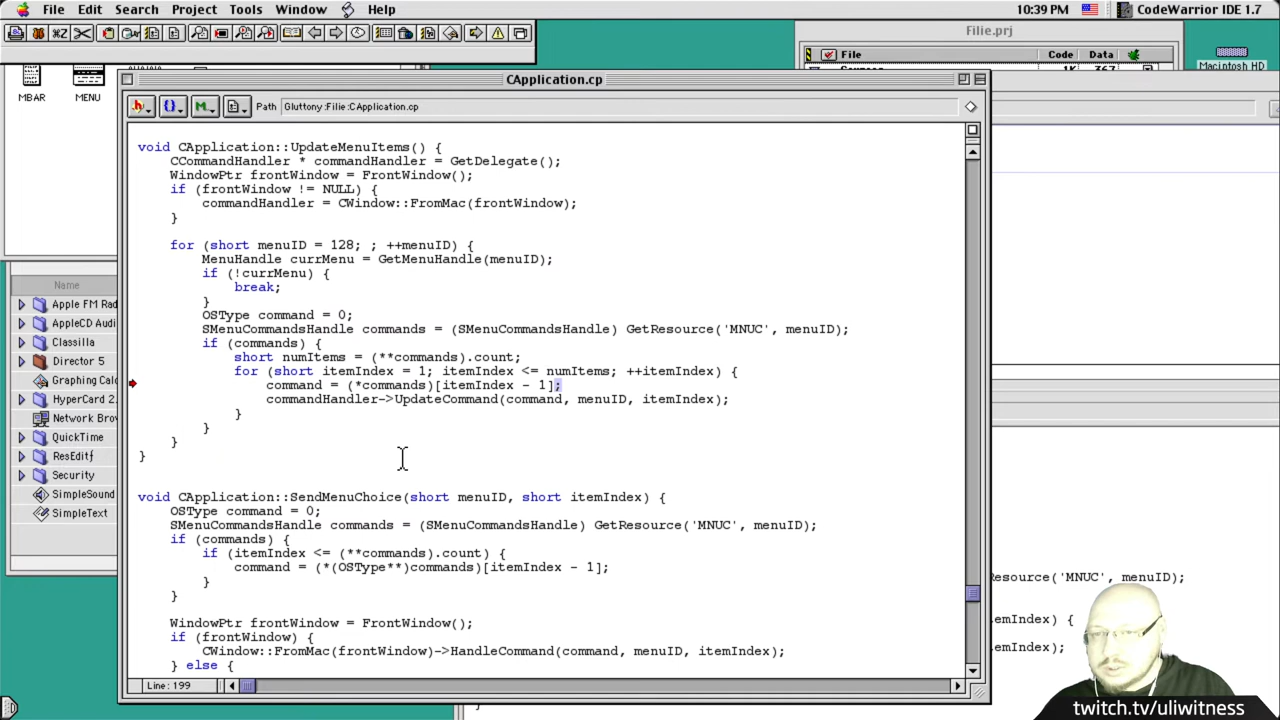 File Edit Search Project Tools Window Help 10:39 PM CodeWarrior IDE 1.7
Filie.prj
File Code Data
1K 367
Macintosh HD
MBAR MENU
CApplication.cp
Path Gluttony:Filie:CApplication.cp
void CApplication::UpdateMenuItems() {
CCommandHandler * commandHandler = GetDelegate();
WindowPtr frontWindow = FrontWindow();
if (frontWindow != NULL) {
commandHandler = CWindow::FromMac(frontWindow);
}
for (short menuID = 128; ; ++menuID) {
MenuHandle currMenu = GetMenuHandle(menuID);
if (!currMenu) {
break;
}
OSType command = 0;
SMenuCommandsHandle commands = (SMenuCommandsHandle) GetResource('MNUC', menuID);
if (commands) {
short numItems = (**commands).count;
for (short itemIndex = 1; itemIndex <= numItems; ++itemIndex) {
command = (*commands)[itemIndex - 1];
commandHandler->UpdateCommand(command, menuID, itemIndex);
}
}
}
}
void CApplication::SendMenuChoice(short menuID, short itemIndex) {
OSType command = 0;
SMenuCommandsHandle commands = (SMenuCommandsHandle) GetResource('MNUC', menuID);
if (commands) {
if (itemIndex <= (**commands).count) {
command = (*(OSType**)commands)[itemIndex - 1];
}
}
WindowPtr frontWindow = FrontWindow();
if (frontWindow) {
CWindow::FromMac(frontWindow)->HandleCommand(command, menuID, itemIndex);
} else {
Line: 199
Name
Apple FM Rad
AppleCD Audi
Classilla
Director 5
Graphing Calc
HyperCard 2.
Network Brow
QuickTime
ResEdit ƒ
Security
SimpleSound
SimpleText
Resource('MNUC', menuID);
emIndex) {
emIndex);
}
twitch.tv/uliwitness